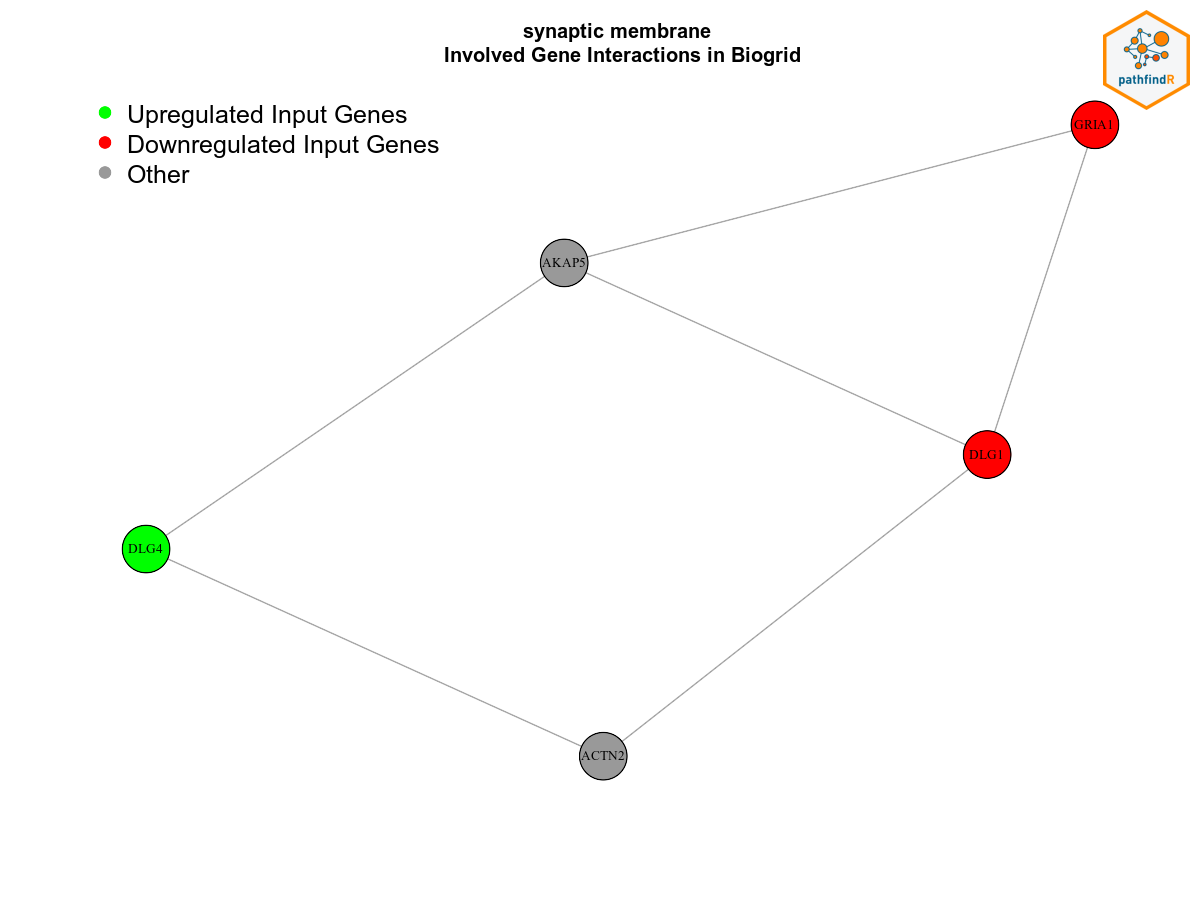 synaptic membrane
Involved Gene Interactions in Biogrid
pathfindR
Upregulated Input Genes
Downregulated Input Genes
Other
GRIA1
AKAP5
DLG1
DLG4
ACTN2